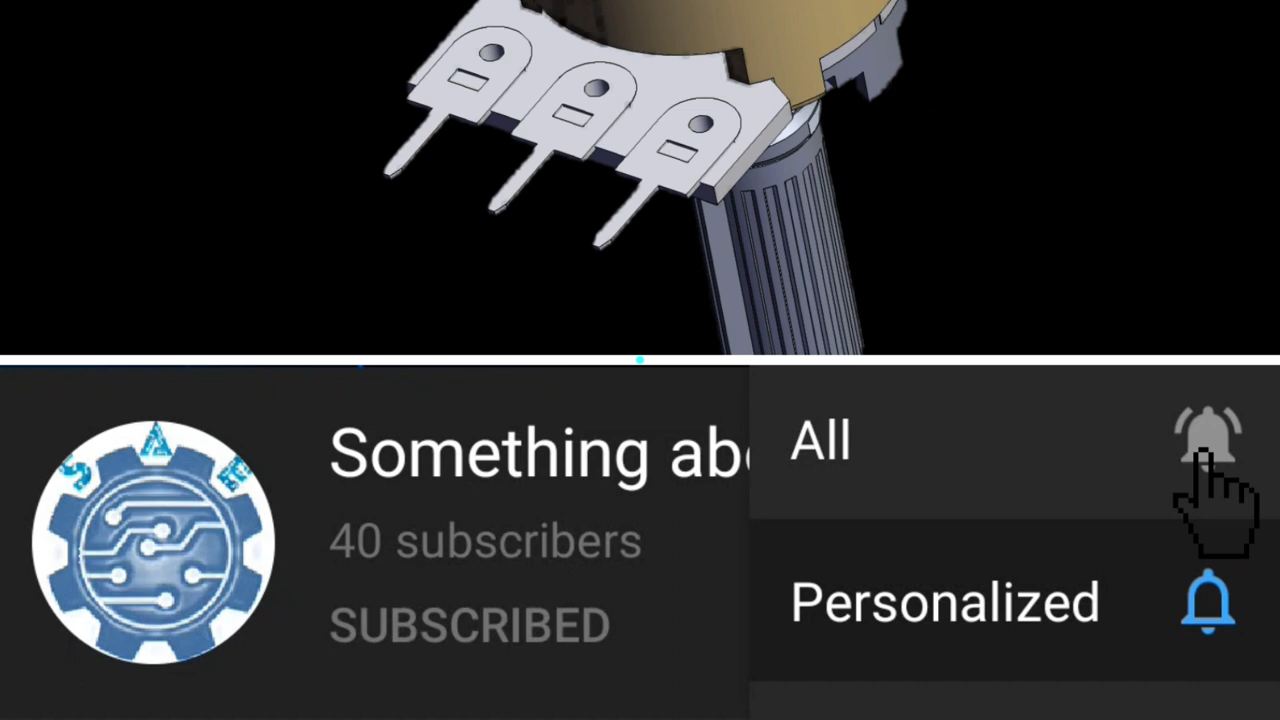 S A E
Something ab
40 subscribers
SUBSCRIBED
All
Personalized